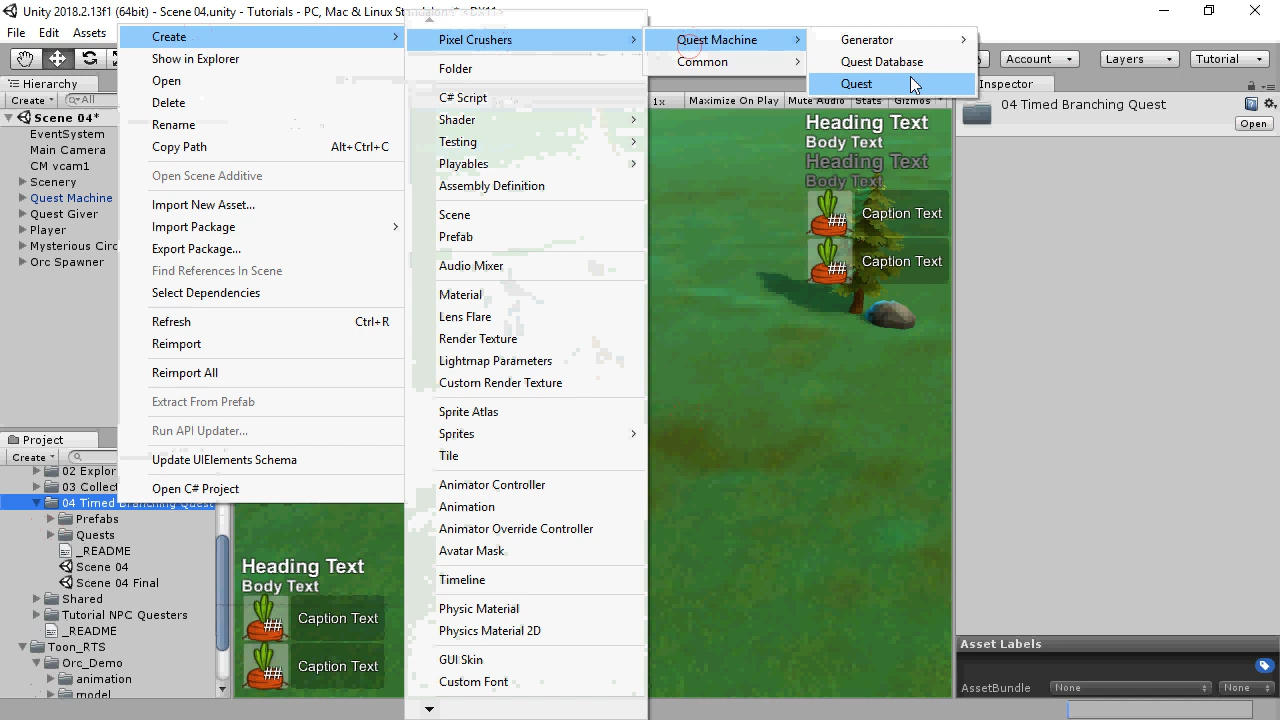 Unity 2018.2.13f1 (64bit) - Scene 04.unity - Tutorials - PC, Mac & Linux Standalone* <DX11>
File Edit Assets
Account Layers Tutorial
Hierarchy
Create All
Scene 04*
EventSystem
Main Camera
CM vcam1
Scenery
Quest Machine
Quest Giver
Player
Mysterious Circ
Orc Spawner
Create
Show in Explorer
Open
Delete
Rename
Copy Path Alt+Ctrl+C
Open Scene Additive
Import New Asset...
Import Package
Export Package...
Find References In Scene
Select Dependencies
Refresh Ctrl+R
Reimport
Reimport All
Extract From Prefab
Run API Updater...
Update UIElements Schema
Open C# Project
Pixel Crushers
Folder
C# Script
Shader
Testing
Playables
Assembly Definition
Scene
Prefab
Audio Mixer
Material
Lens Flare
Render Texture
Lightmap Parameters
Custom Render Texture
Sprite Atlas
Sprites
Tile
Animator Controller
Animation
Animator Override Controller
Avatar Mask
Timeline
Physic Material
Physics Material 2D
GUI Skin
Custom Font
Quest Machine
Common
Generator
Quest Database
Quest
1x Maximize On Play Mute Audio Stats Gizmos
Heading Text
Body Text
Heading Text
Body Text
## Caption Text
## Caption Text
Inspector
04 Timed Branching Quest
Open
Project
Create
02 Explor
03 Collect
04 Timed Branching Quest
Prefabs
Quests
_README
Scene 04
Scene 04 Final
Shared
Tutorial NPC Questers
_README
Toon_RTS
Orc_Demo
animation
model
Heading Text
Body Text
## Caption Text
## Caption Text
Asset Labels
AssetBundle None None